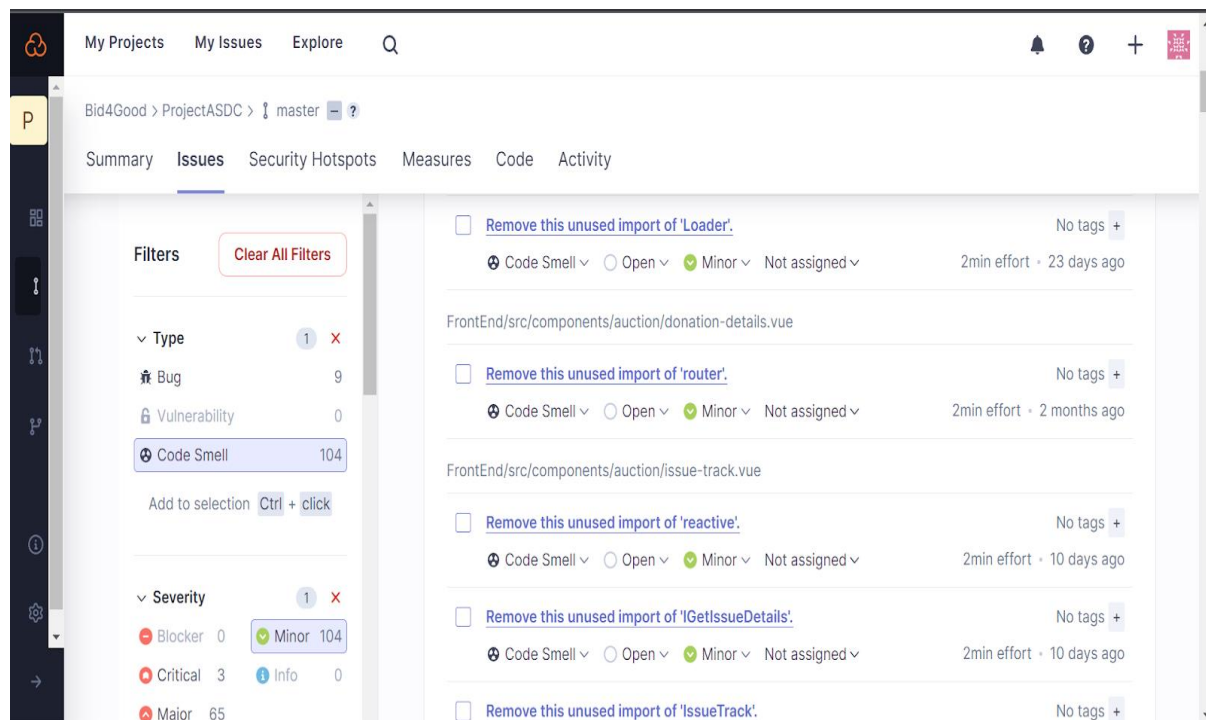 My Projects My Issues Explore
P
Bid4Good > ProjectASDC > master ?
Summary Issues Security Hotspots Measures Code Activity
Filters Clear All Filters
Type 1
Bug 9
Vulnerability 0
Code Smell 104
Add to selection Ctrl + click
Severity 1
Blocker 0 Minor 104
Critical 3 Info 0
Major 65
Remove this unused import of 'Loader'. No tags +
Code Smell Open Minor Not assigned 2min effort • 23 days ago
FrontEnd/src/components/auction/donation-details.vue
Remove this unused import of 'router'. No tags +
Code Smell Open Minor Not assigned 2min effort • 2 months ago
FrontEnd/src/components/auction/issue-track.vue
Remove this unused import of 'reactive'. No tags +
Code Smell Open Minor Not assigned 2min effort • 10 days ago
Remove this unused import of 'IGetIssueDetails'. No tags +
Code Smell Open Minor Not assigned 2min effort • 10 days ago
Remove this unused import of 'IssueTrack'. No tags +